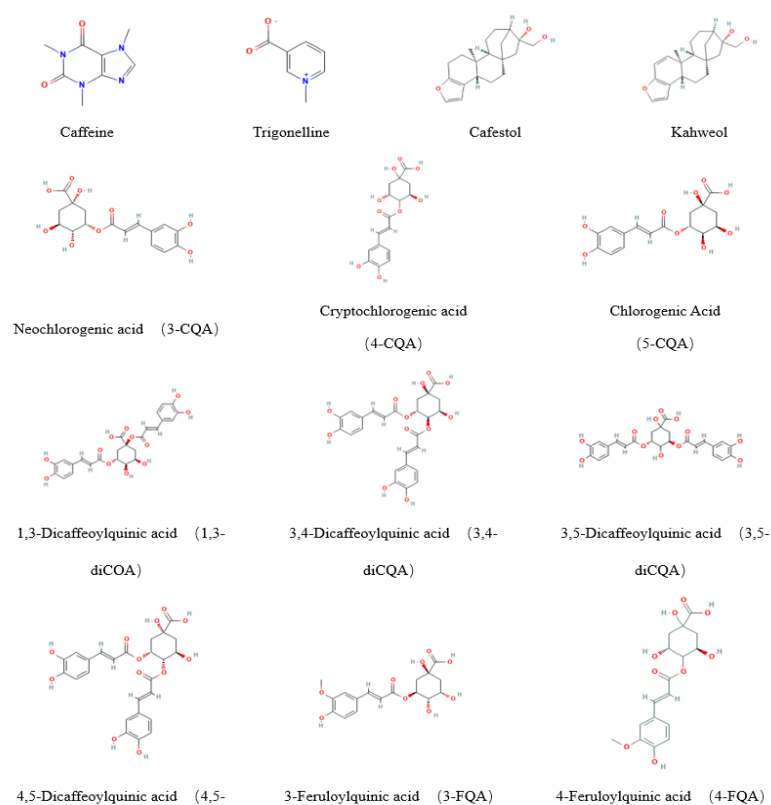 Caffeine
Trigonelline
Cafestol
Kahweol
Neochlorogenic acid （3-CQA）
Cryptochlorogenic acid
（4-CQA）
Chlorogenic Acid
（5-CQA）
1,3-Dicaffeoylquinic acid （1,3-
diCOA）
3,4-Dicaffeoylquinic acid （3,4-
diCQA）
3,5-Dicaffeoylquinic acid （3,5-
diCQA）
4,5-Dicaffeoylquinic acid （4,5-
3-Feruloylquinic acid （3-FQA）
4-Feruloylquinic acid （4-FQA）